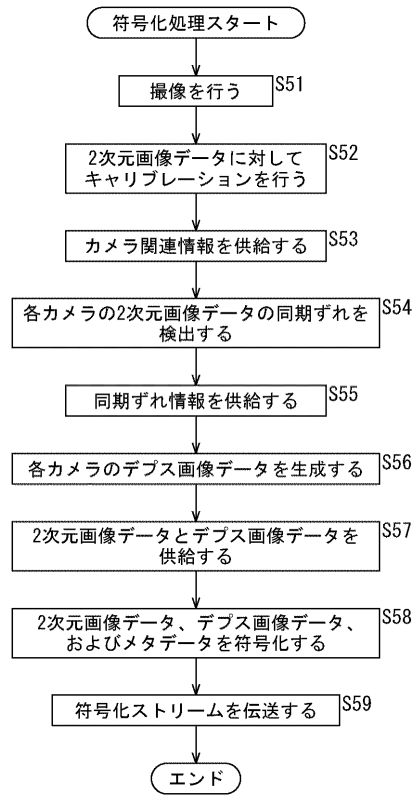 符号化処理スタート
撮像を行う
S51
2次元画像データに対して
キャリブレーションを行う
S52
カメラ関連情報を供給する
S53
各カメラの2次元画像データの同期ずれを
検出する
S54
同期ずれ情報を供給する
S55
各カメラのデプス画像データを生成する
S56
2次元画像データとデプス画像データを
供給する
S57
2次元画像データ、デプス画像データ、
およびメタデータを符号化する
S58
符号化ストリームを伝送する
S59
エンド